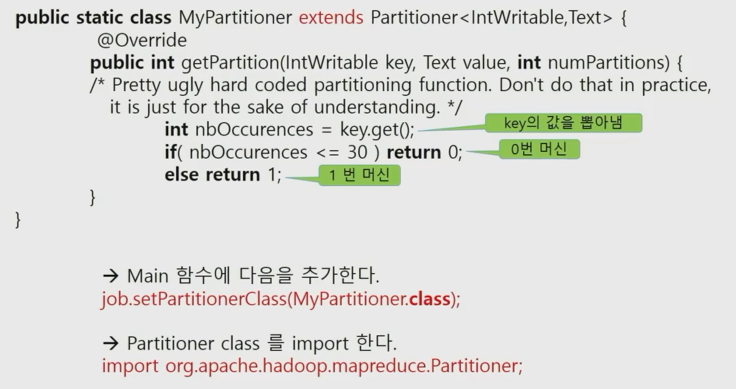 public static class MyPartitioner extends Partitioner<IntWritable,Text> {
@Override
public int getPartition(IntWritable key, Text value, int numPartitions) {
/* Pretty ugly hard coded partitioning function. Don't do that in practice,
it is just for the sake of understanding. */
int nbOccurences = key.get(); key의 값을 뽑아냄
if( nbOccurences <= 30 ) return 0; 0번 머신
else return 1; 1 번 머신
}
}
→ Main 함수에 다음을 추가한다.
job.setPartitionerClass(MyPartitioner.class);
→ Partitioner class 를 import 한다.
import org.apache.hadoop.mapreduce.Partitioner;